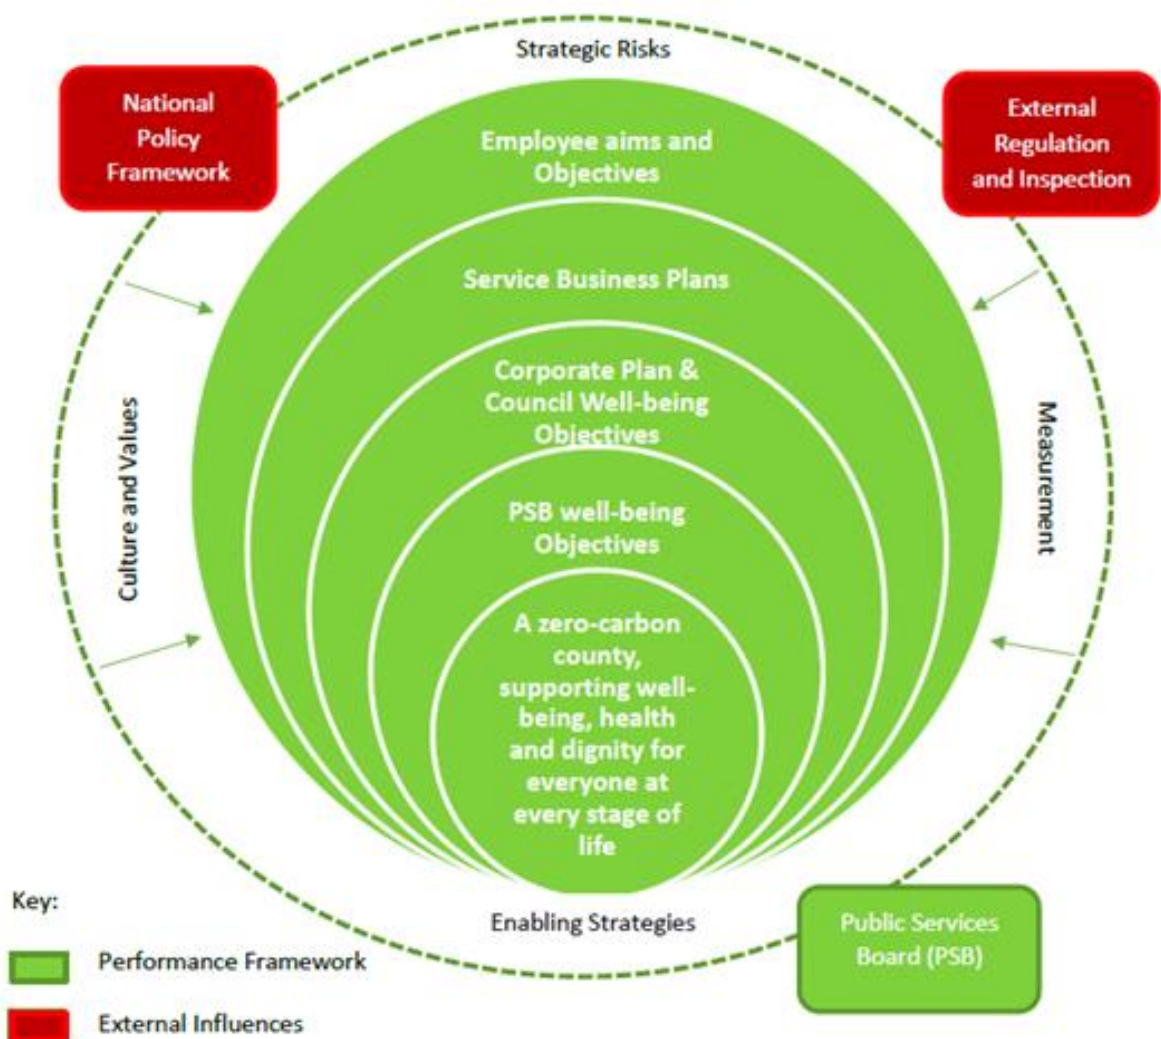 Strategic Risks
National
Policy
Framework
External
Regulation
and Inspection
Employee aims and
Objectives
Service Business Plans
Corporate Plan &
Council Well-being
Objectives
Culture and Values
Measurement
PSB well-being
Objectives
A zero-carbon
county,
supporting well-
being, health
and dignity for
everyone at
every stage of
life
Enabling Strategies
Public Services
Board (PSB)
Key:
Performance Framework
External Influences